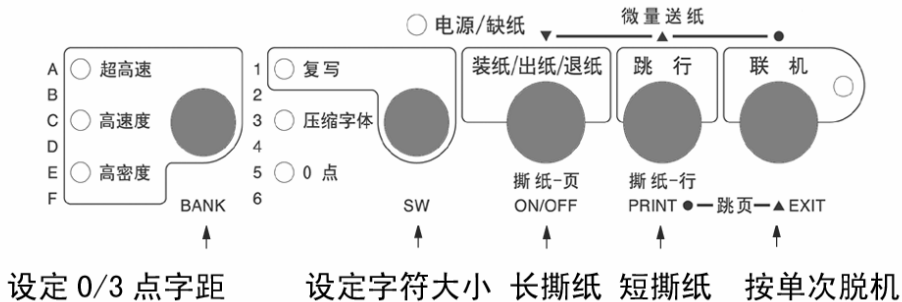 电源/缺纸
▼ 微量送纸 ▲ ●
A 超高速
B
C 高速度
D
E 高密度
F
BANK
1 复写
2
3 压缩字体
4
5 0 点
6
SW
装纸/出纸/退纸
跳 行
联 机
撕纸-页
ON/OFF
撕纸-行
PRINT ●—跳页—▲ EXIT
设定 0/3 点字距
设定字符大小
长撕纸
短撕纸
按单次脱机